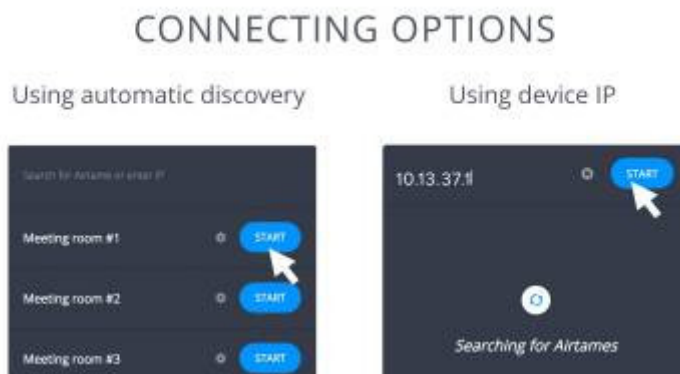 CONNECTING OPTIONS
Using automatic discovery
Search for Airtame or enter IP
Meeting room #1
START
Meeting room #2
START
Meeting room #3
START
Using device IP
10.13.37.1
START
Searching for Airtames